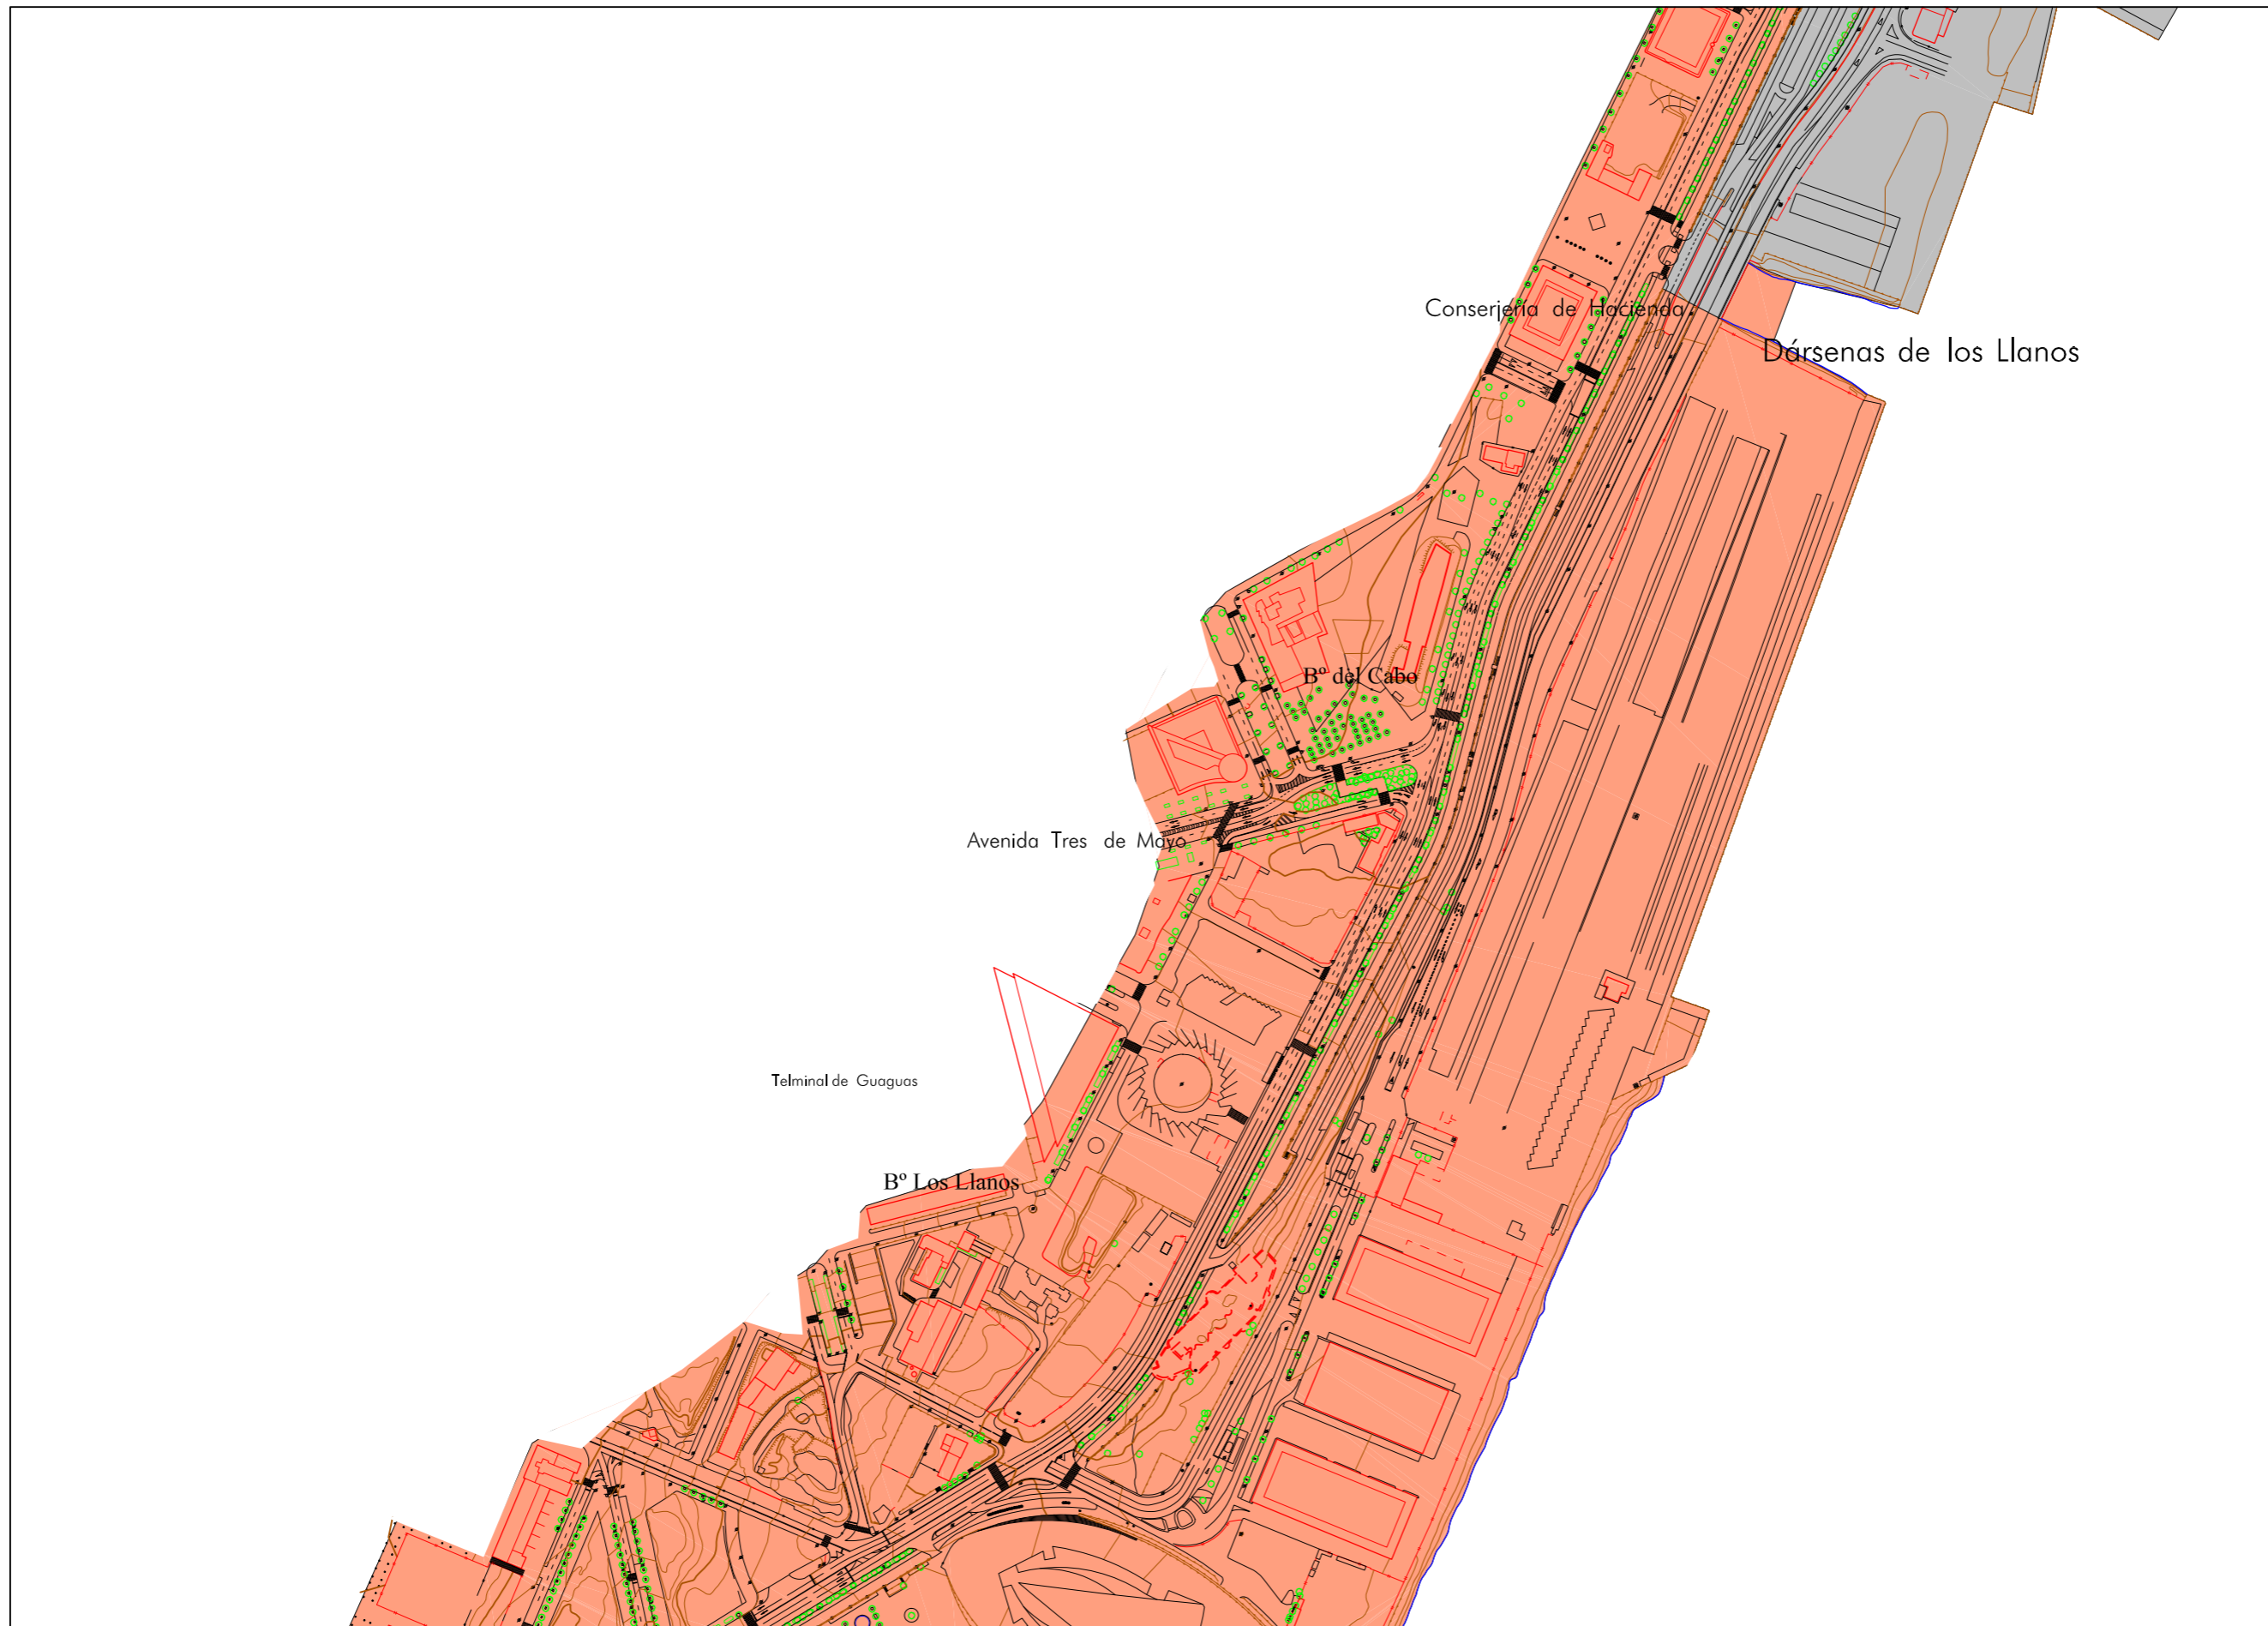 Conserjería de Hacienda
Dársenas de los Llanos
Bº del Cabo
Avenida Tres de Mayo
Telminal de Guaguas
Bº Los Llanos